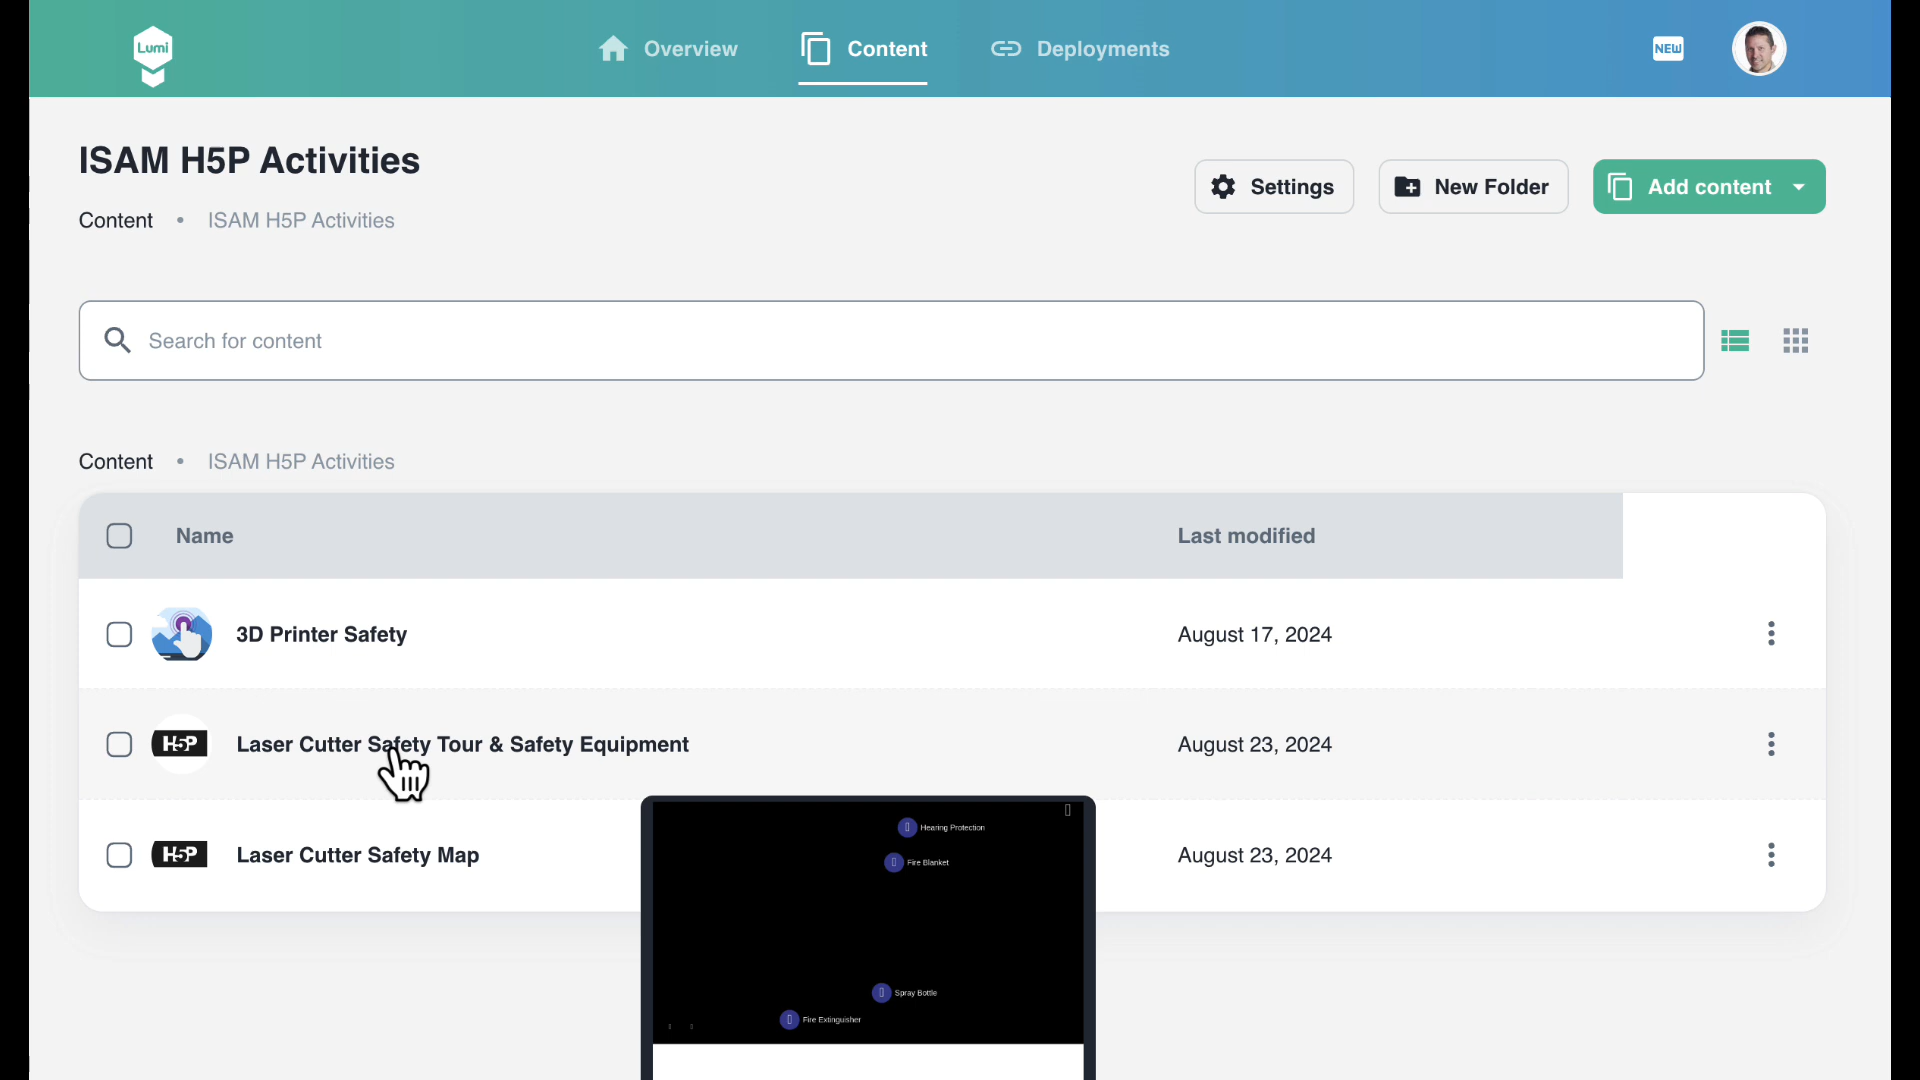 Lumi
Overview
Content
Deployments
NEW
ISAM H5P Activities
Content • ISAM H5P Activities
Settings
New Folder
Add content
Search for content
Content • ISAM H5P Activities
Name
Last modified
3D Printer Safety
August 17, 2024
H5P
Laser Cutter Safety Tour & Safety Equipment
August 23, 2024
H5P
Laser Cutter Safety Map
August 23, 2024
Hearing Protection
Fire Blanket
Spray Bottle
Fire Extinguisher